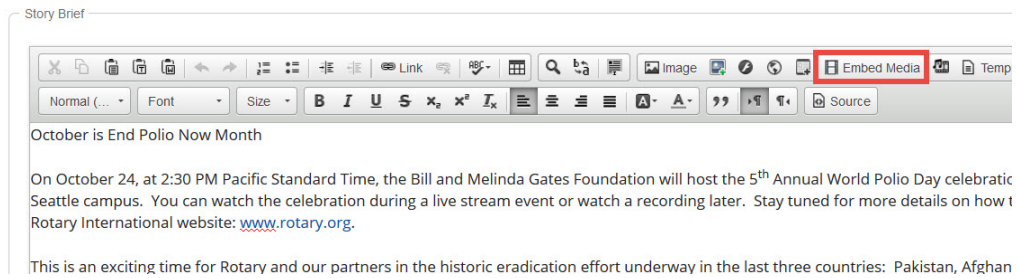 Story Brief
Link ABC Image Embed Media Temp
Normal (... Font Size B I U S x₂ x² Iₓ A A Source
October is End Polio Now Month
On October 24, at 2:30 PM Pacific Standard Time, the Bill and Melinda Gates Foundation will host the 5th Annual World Polio Day celebratio
Seattle campus. You can watch the celebration during a live stream event or watch a recording later. Stay tuned for more details on how t
Rotary International website: www.rotary.org.
This is an exciting time for Rotary and our partners in the historic eradication effort underway in the last three countries: Pakistan, Afghan